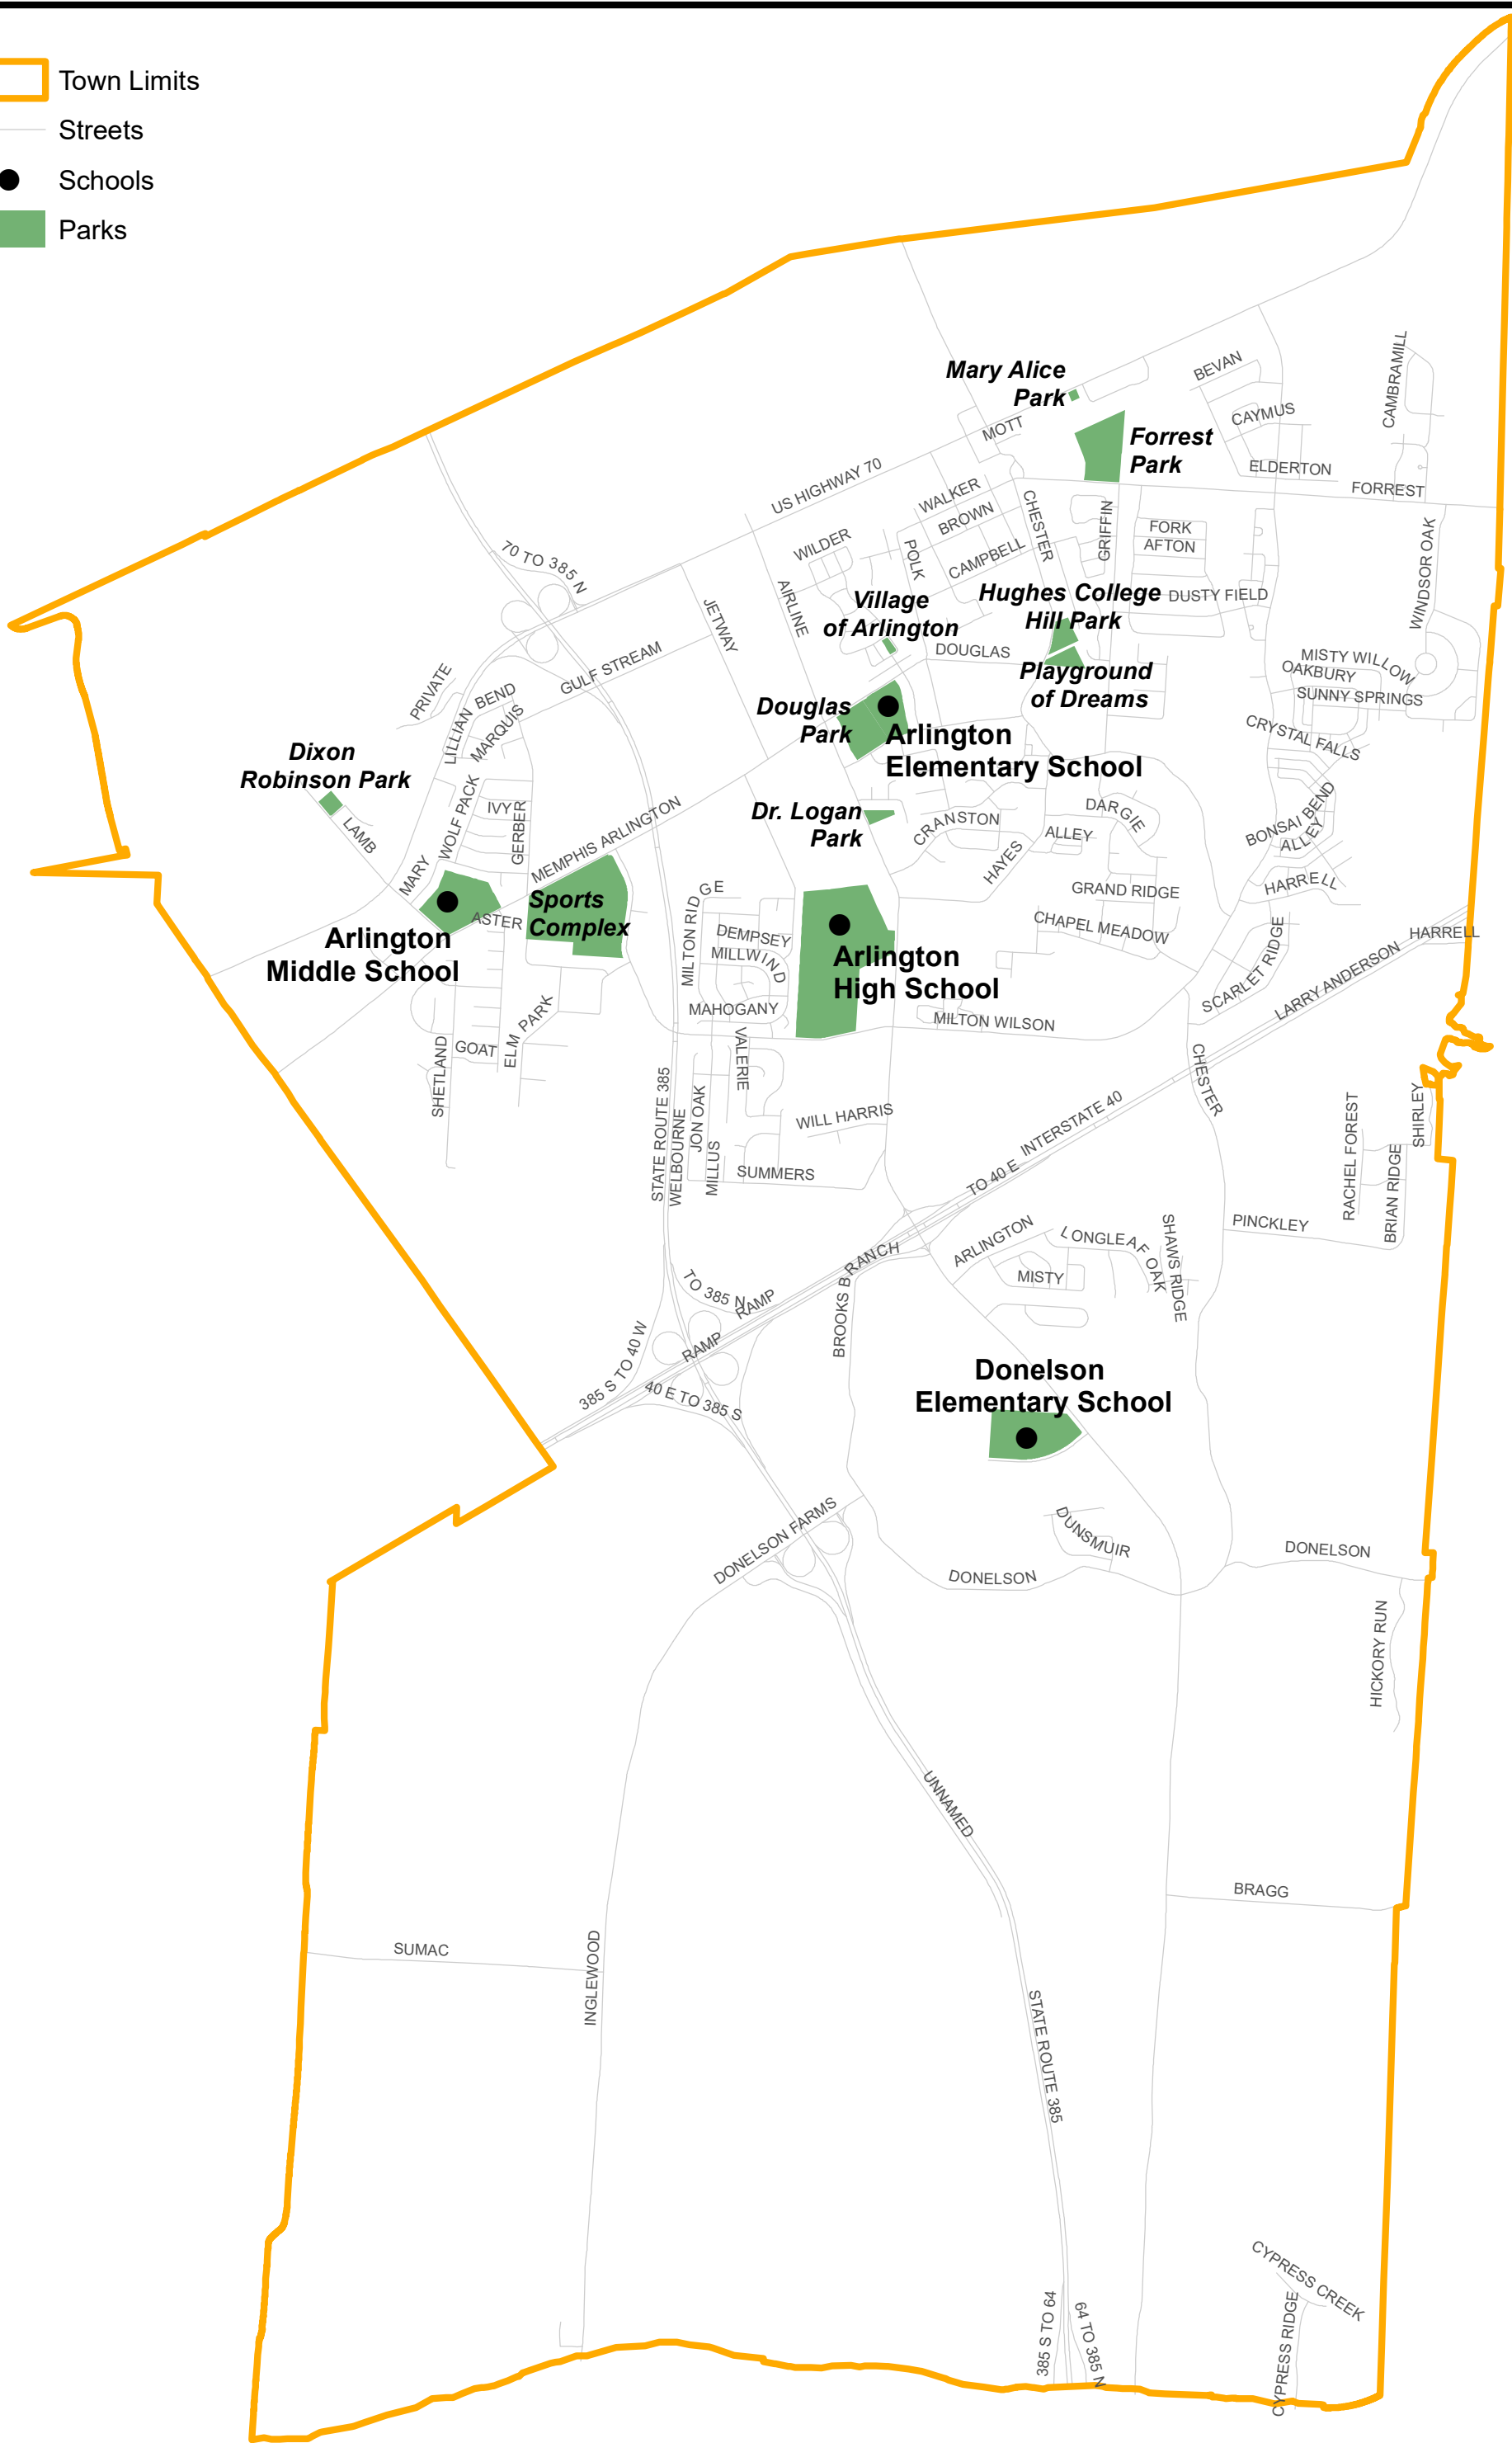 Town Limits
Streets
Schools
Parks
Mary Alice
Park
BEVAN
CAMBRAMILL
CAYMUS
MOTT
Forrest
Park
ELDERTON
FORREST
US HIGHWAY 70
WALKER
BROWN
CHESTER
GRIFFIN
FORK
AFTON
WINDSOR OAK
WILDER
POLK
CAMPBELL
70 TO 385 N
AIRLINE
JETWAY
Village
of Arlington
Hughes College
Hill Park
DUSTY FIELD
DOUGLAS
Playground
of Dreams
MISTY WILLOW
OAKBURY
SUNNY SPRINGS
GULF STREAM
PRIVATE
BEND
LILLIAN
MARQUIS
Douglas
Park
Arlington
Elementary School
CRYSTAL FALLS
Dixon
Robinson Park
LAMB
WOLF PACK
IVY
GERBER
MEMPHIS ARLINGTON
Dr. Logan
Park
CRANSTON
DARGIE
ALLEY
HAYES
BONSAI BEND
ALLEY
MARY
HARRELL
GRAND RIDGE
Sports
Complex
ASTER
MILTON RIDGE
DEMPSEY
MILLWIND
CHAPEL MEADOW
SCARLET RIDGE
LARRY ANDERSON
HARRELL
Arlington
Middle School
Arlington
High School
MAHOGANY
MILTON WILSON
ELM PARK
GOAT
SHETLAND
VALERIE
CHESTER
STATE ROUTE 385
WELBOURNE
JON OAK
MILLUS
WILL HARRIS
INTERSTATE 40
SUMMERS
TO 40 E
RACHEL FOREST
SHIRLEY
BRIAN RIDGE
PINCKLEY
ARLINGTON
LONGLEAF OAK
SHAWS RIDGE
MISTY
BROOKS BRANCH
TO 385 N
RAMP
RAMP
385 S TO 40 W
40 E TO 385 S
Donelson
Elementary School
DONELSON FARMS
DUNSMUIR
DONELSON
DONELSON
HICKORY RUN
UNNAMED
BRAGG
SUMAC
INGLEWOOD
STATE ROUTE 385
385 S TO 64
64 TO 385 N
CYPRESS CREEK
CYPRESS RIDGE